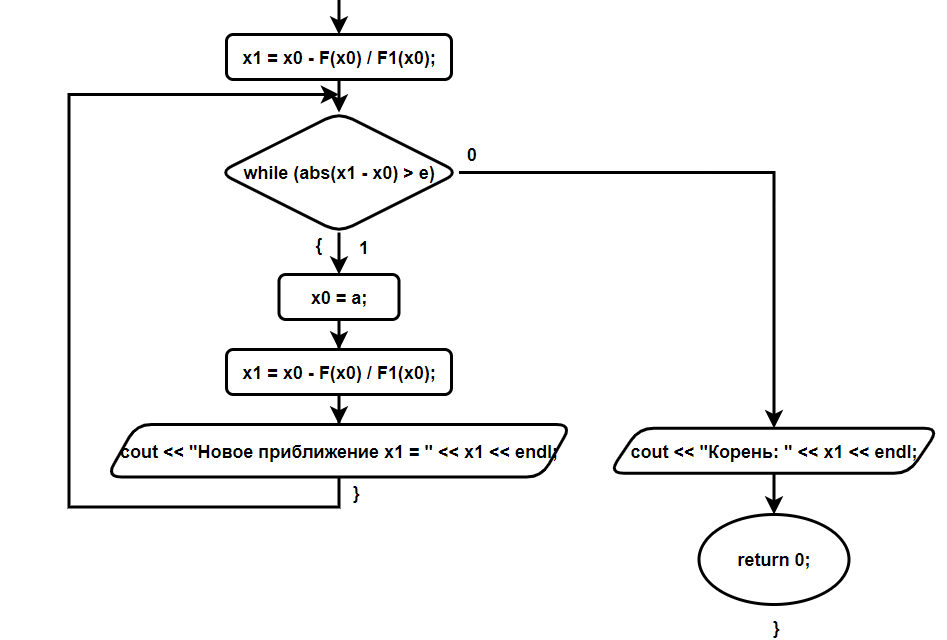 x1 = x0 - F(x0) / F1(x0);
while (abs(x1 - x0) > e)
0
{
1
x0 = a;
x1 = x0 - F(x0) / F1(x0);
cout << "Новое приближение x1 = " << x1 << endl;
}
cout << "Корень: " << x1 << endl;
return 0;
}